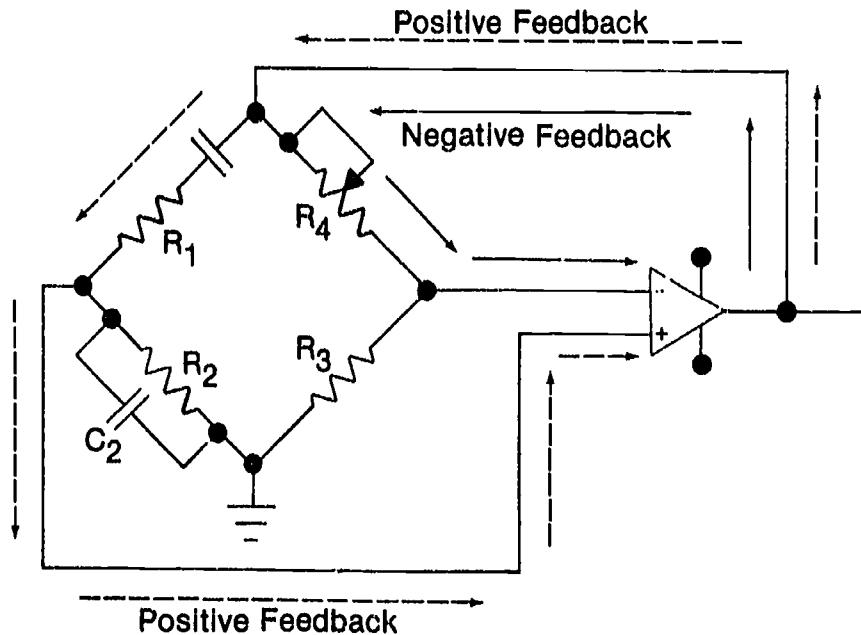 Positive Feedback
Negative Feedback
R1
R4
-
+
R2
R3
C2
Positive Feedback